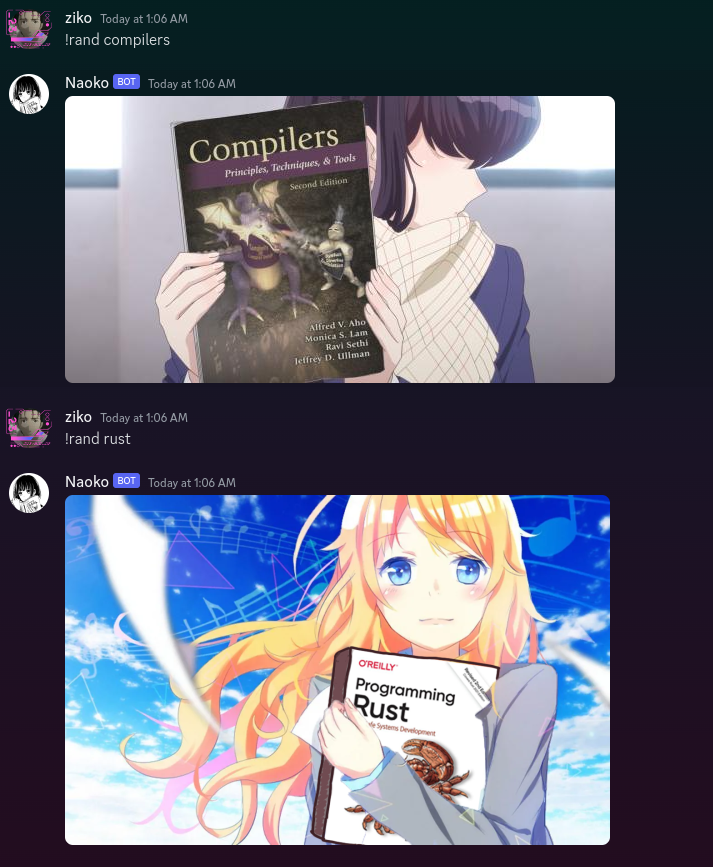 ziko Today at 1:06 AM
!rand compilers
Naoko BOT Today at 1:06 AM
Compilers
Principles, Techniques, & Tools
Second Edition
Alfred V. Aho
Monica S. Lam
Ravi Sethi
Jeffrey D. Ullman
ziko Today at 1:06 AM
!rand rust
Naoko BOT Today at 1:06 AM
O'REILLY
Programming
Rust
Systems Development